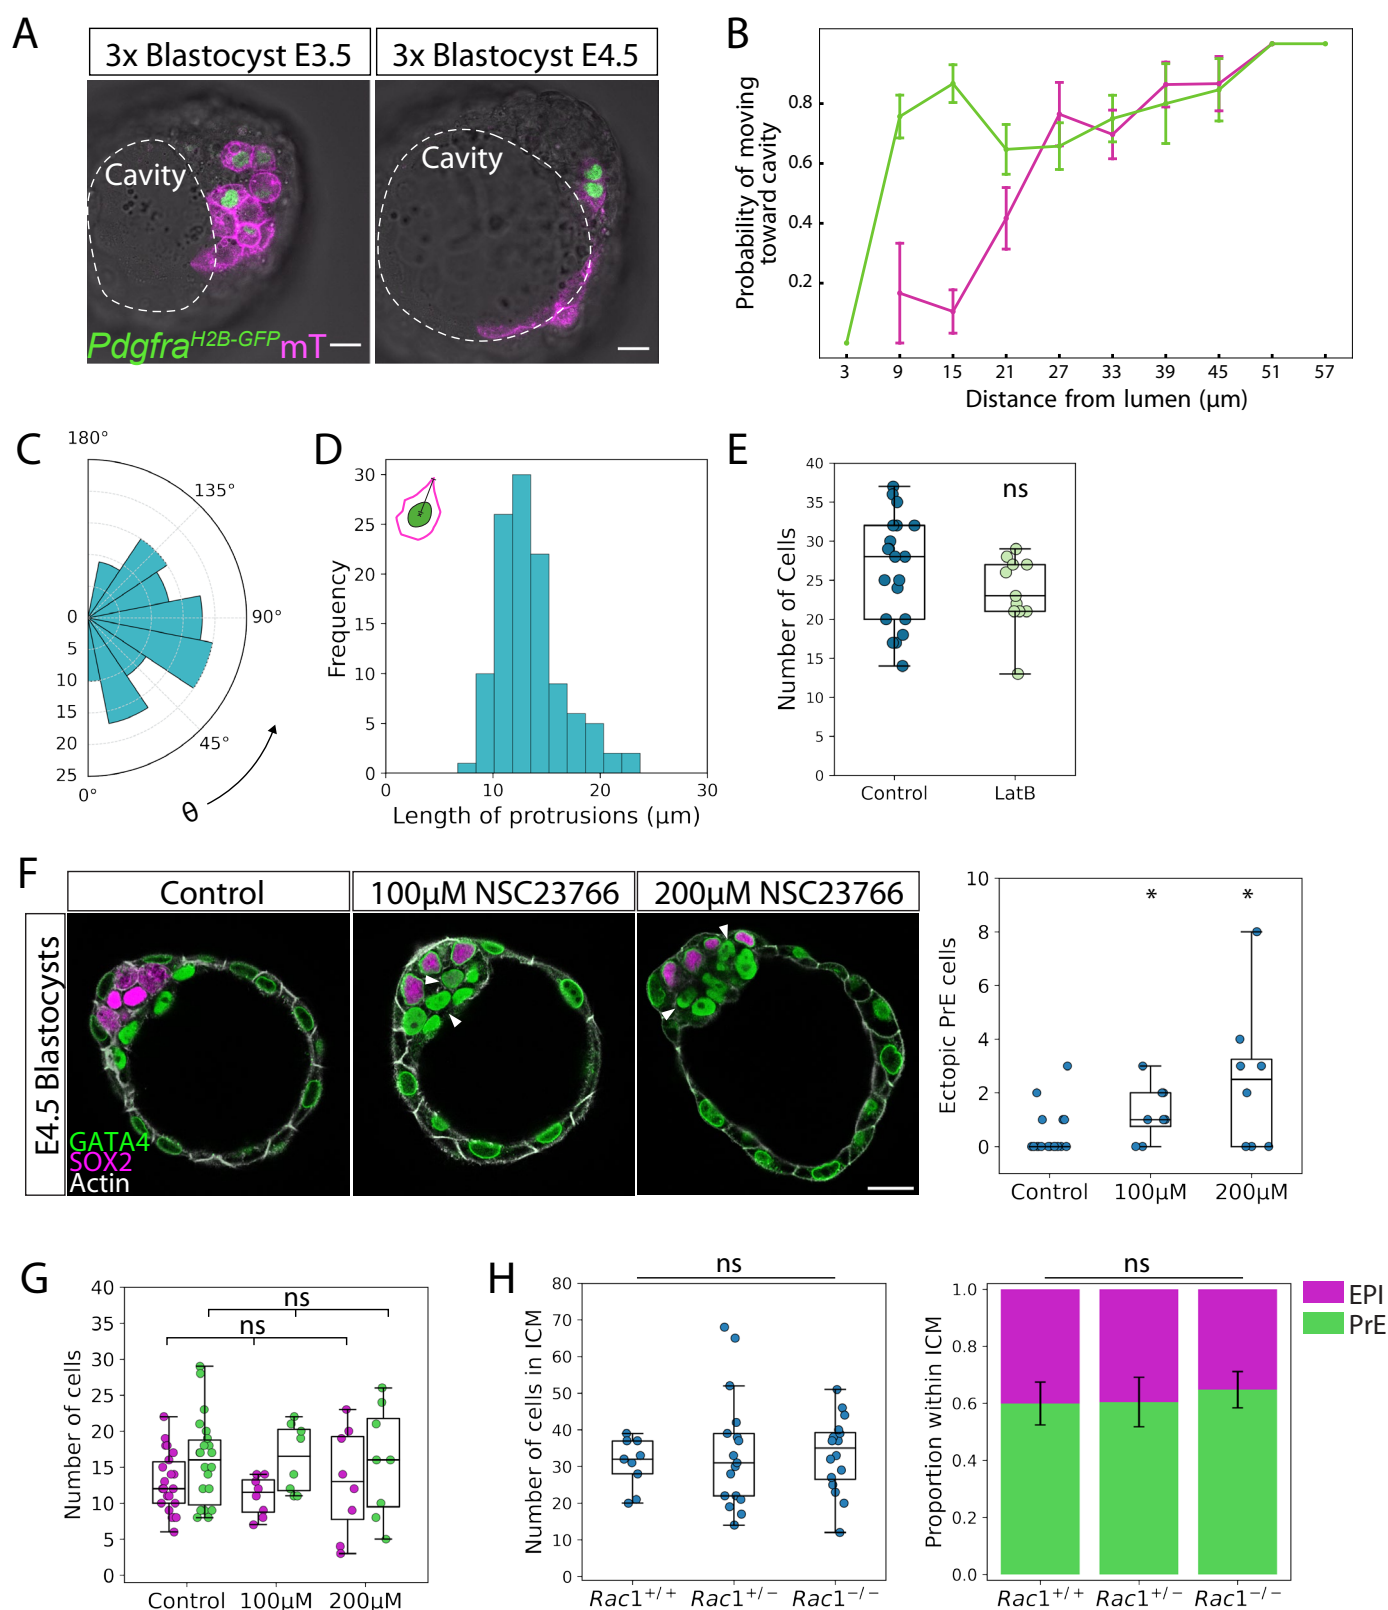 A
3x Blastocyst E3.5
3x Blastocyst E4.5
Cavity
Cavity
Pdgfra^H2B-GFP mT
B
Probability of moving
toward cavity
0.8
0.6
0.4
0.2
3 9 15 21 27 33 39 45 51 57
Distance from lumen (μm)
C
180°
135°
90°
45°
0°
0
5
10
15
20
25
θ
D
Frequency
30
25
20
15
10
5
0
0 10 20 30
Length of protrusions (μm)
E
Number of Cells
40
35
30
25
20
15
10
5
0
ns
Control LatB
F
Control
100μM NSC23766
200μM NSC23766
E4.5 Blastocysts
GATA4
SOX2
Actin
Ectopic PrE cells
10
8
6
4
2
0
* *
Control 100μM 200μM
G
Number of cells
40
35
30
25
20
15
10
5
0
ns
ns
Control 100μM 200μM
H
Number of cells in ICM
80
70
60
50
40
30
20
10
0
ns
Rac1+/+ Rac1+/− Rac1−/−
Proportion within ICM
1.0
0.8
0.6
0.4
0.2
0.0
ns
Rac1+/+ Rac1+/− Rac1−/−
EPI
PrE